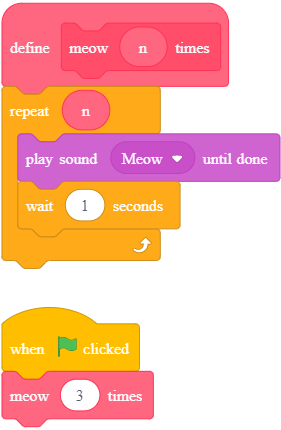 define meow n times
repeat n
play sound Meow until done
wait 1 seconds
when clicked
meow 3 times